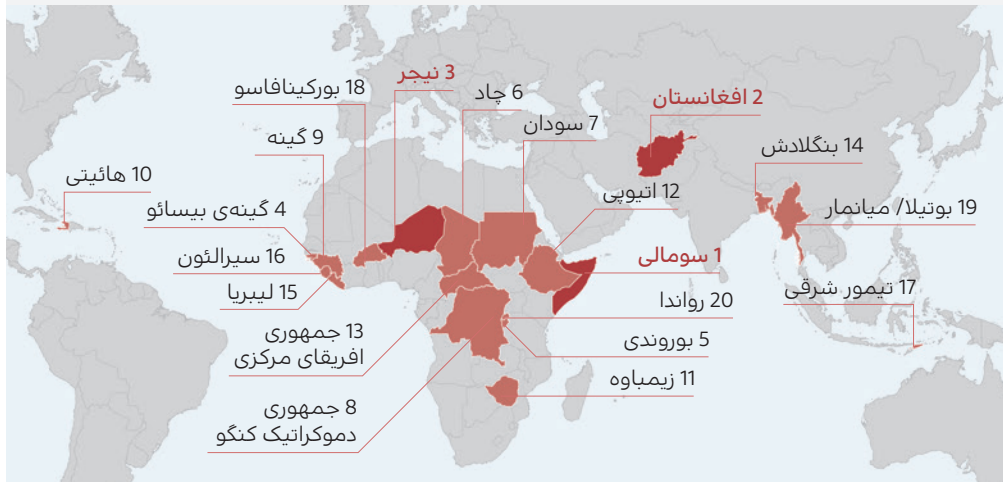 3 نیجر
18 بورکینافاسو
6 چاد
2 افغانستان
7 سودان
9 گینه
14 بنگلادش
10 هائیتی
12 اتیوپی
4 گینه‌ی بیسائو
19 بوتیلا/ میانمار
16 سیرالئون
1 سومالی
15 لیبریا
17 تیمور شرقی
20 رواندا
13 جمهوری
افریقای مرکزی
5 بوروندی
11 زیمباوه
8 جمهوری
دموکراتیک کنگو